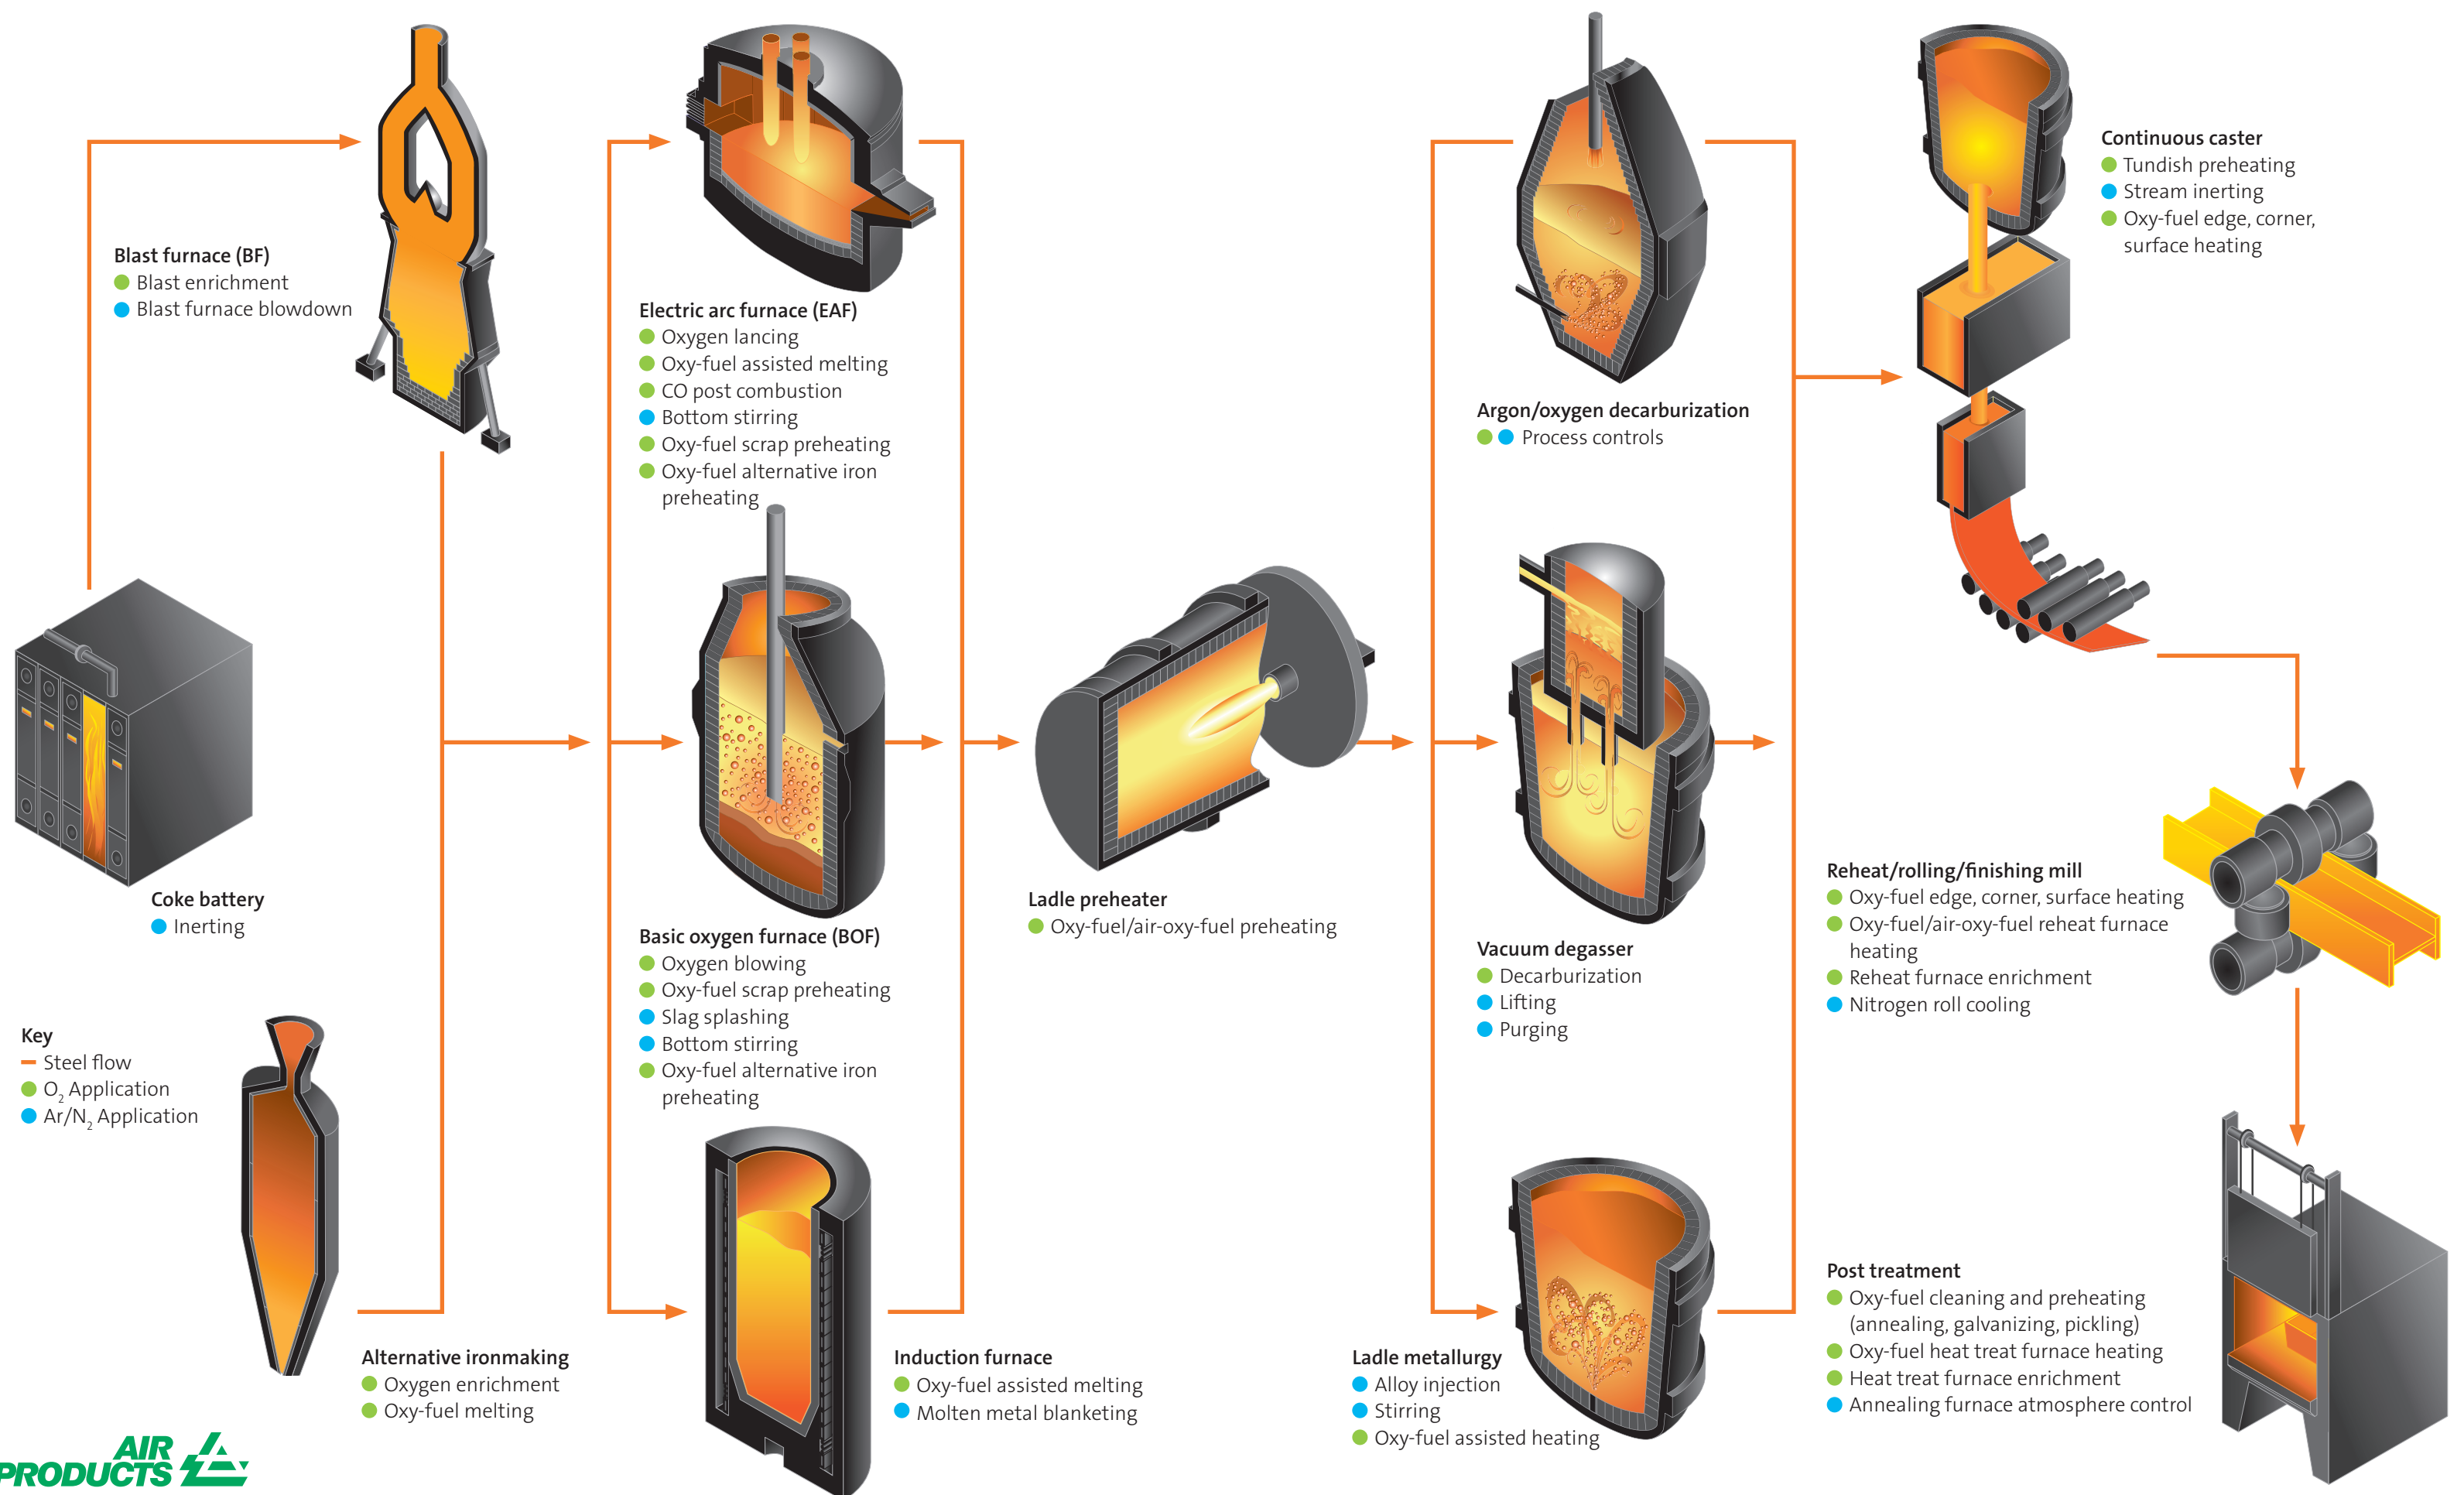 Blast furnace (BF)
Blast enrichment
Blast furnace blowdown
Coke battery
Inerting
Key
Steel flow
O₂ Application
Ar/N₂ Application
Alternative ironmaking
Oxygen enrichment
Oxy-fuel melting
Electric arc furnace (EAF)
Oxygen lancing
Oxy-fuel assisted melting
CO post combustion
Bottom stirring
Oxy-fuel scrap preheating
Oxy-fuel alternative iron
preheating
Basic oxygen furnace (BOF)
Oxygen blowing
Oxy-fuel scrap preheating
Slag splashing
Bottom stirring
Oxy-fuel alternative iron
preheating
Induction furnace
Oxy-fuel assisted melting
Molten metal blanketing
Ladle preheater
Oxy-fuel/air-oxy-fuel preheating
Argon/oxygen decarburization
Process controls
Vacuum degasser
Decarburization
Lifting
Purging
Ladle metallurgy
Alloy injection
Stirring
Oxy-fuel assisted heating
Continuous caster
Tundish preheating
Stream inerting
Oxy-fuel edge, corner,
surface heating
Reheat/rolling/finishing mill
Oxy-fuel edge, corner, surface heating
Oxy-fuel/air-oxy-fuel reheat furnace
heating
Reheat furnace enrichment
Nitrogen roll cooling
Post treatment
Oxy-fuel cleaning and preheating
(annealing, galvanizing, pickling)
Oxy-fuel heat treat furnace heating
Heat treat furnace enrichment
Annealing furnace atmosphere control
AIR
PRODUCTS